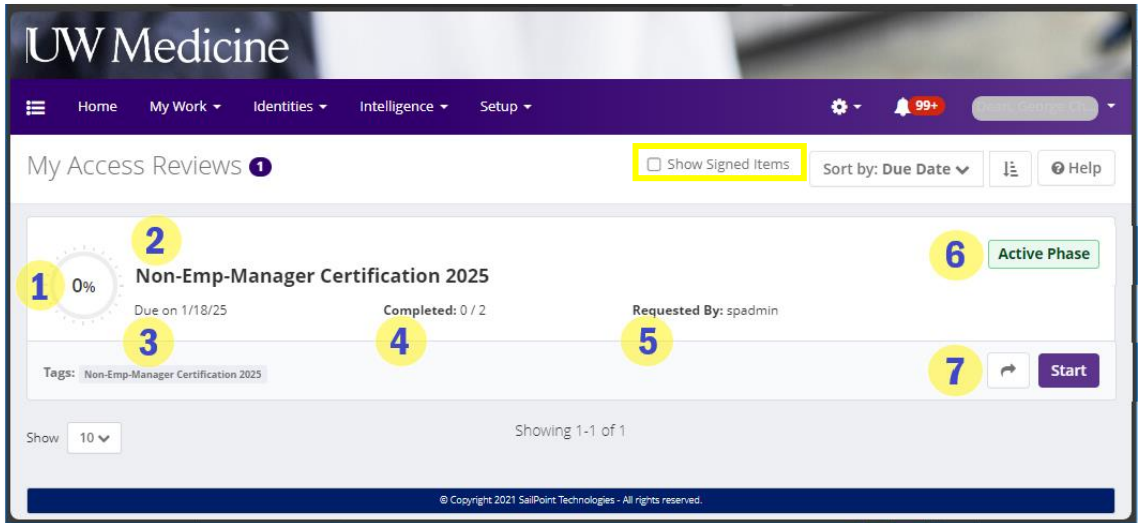 UW Medicine
Home My Work Identities Intelligence Setup 99+
My Access Reviews 1 Show Signed Items Sort by: Due Date Help
2
6 Active Phase
1 0% Non-Emp-Manager Certification 2025
Due on 1/18/25 Completed: 0 / 2 Requested By: spadmin
3 4 5
Tags: Non-Emp-Manager Certification 2025 7 Start
Show 10 Showing 1-1 of 1
© Copyright 2021 SailPoint Technologies - All rights reserved.